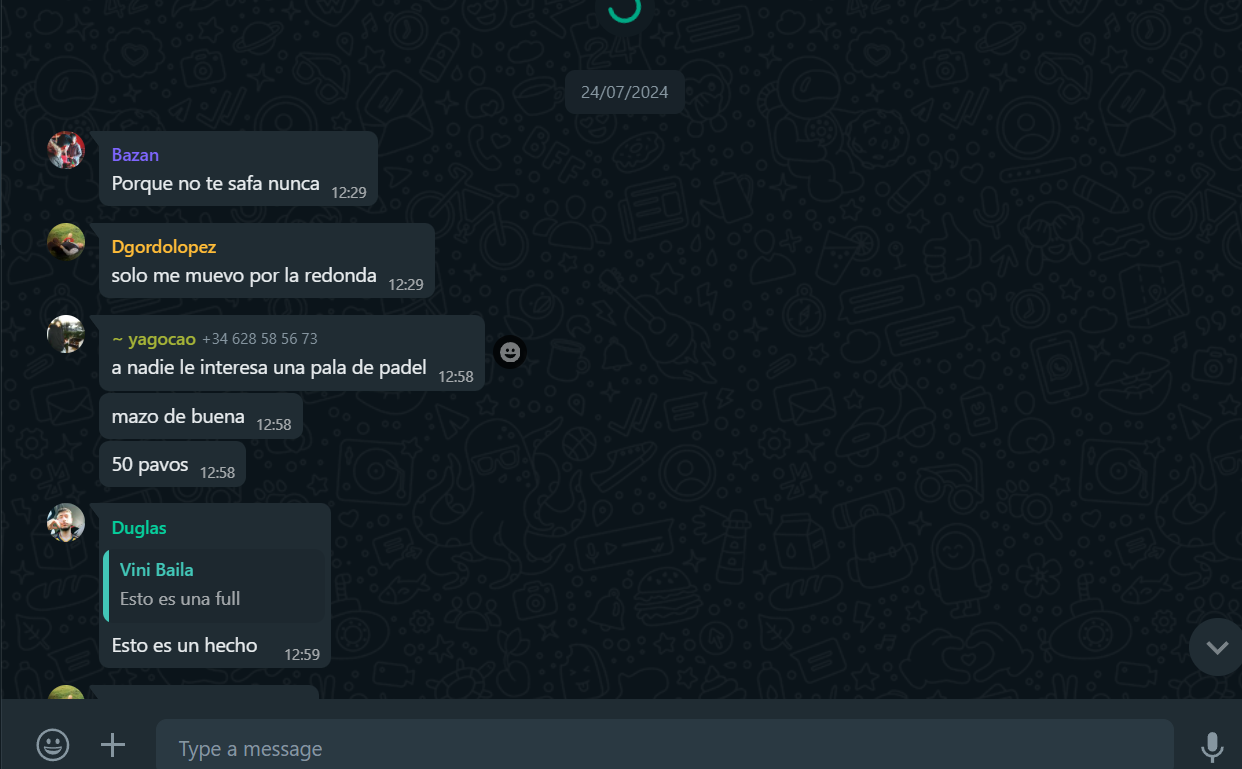 24/07/2024
Bazan
Porque no te safa nunca 12:29
Dgordolopez
solo me muevo por la redonda 12:29
~ yagocao +34 628 58 56 73
a nadie le interesa una pala de padel 12:58
mazo de buena 12:58
50 pavos 12:58
Duglas
Vini Baila
Esto es una full
Esto es un hecho 12:59
Type a message